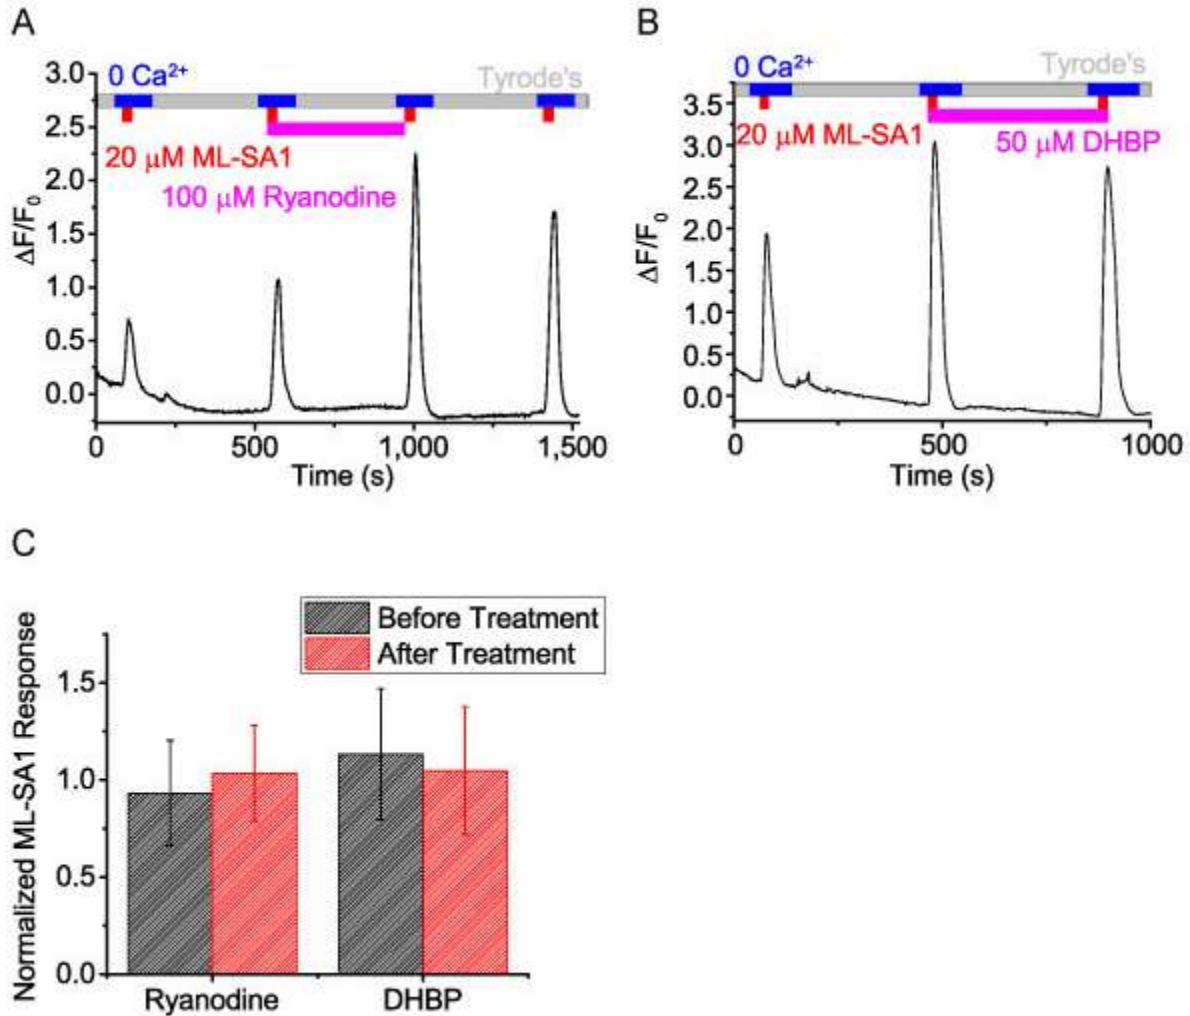 A
0 Ca²⁺
Tyrode's
20 μM ML-SA1
100 μM Ryanodine
ΔF/F₀
3.0
2.5
2.0
1.5
1.0
0.5
0.0
0 500 1,000 1,500
Time (s)
B
0 Ca²⁺
Tyrode's
20 μM ML-SA1
50 μM DHBP
ΔF/F₀
3.5
3.0
2.5
2.0
1.5
1.0
0.5
0.0
0 500 1000
Time (s)
C
Before Treatment
After Treatment
Normalized ML-SA1 Response
1.5
1.0
0.5
0.0
Ryanodine DHBP